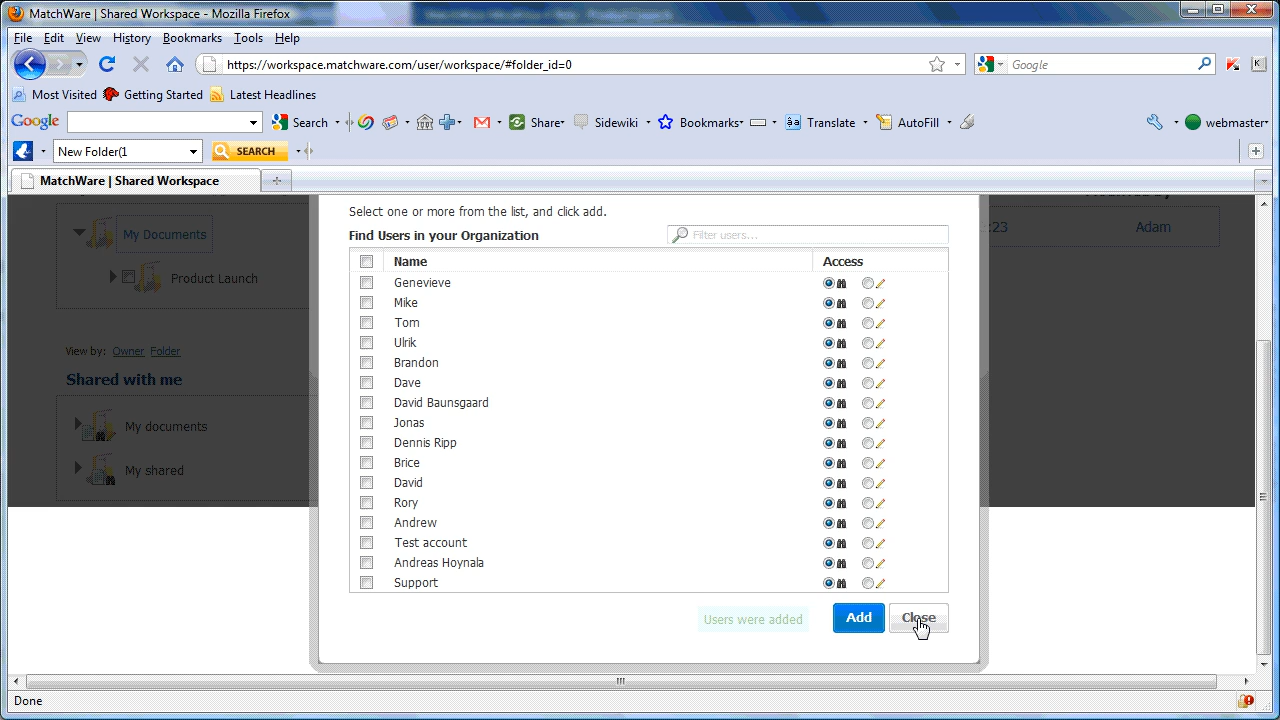 MatchWare | Shared Workspace - Mozilla Firefox
File Edit View History Bookmarks Tools Help
https://workspace.matchware.com/user/workspace/#folder_id=0
Google
Most Visited Getting Started Latest Headlines
Google Search Share Sidewiki Bookmarks Translate AutoFill webmaster
New Folder(1 SEARCH
MatchWare | Shared Workspace
Select one or more from the list, and click add.
My Documents
Find Users in your Organization
Filter users...
:23
Adam
Name Access
Product Launch
Genevieve
Mike
Tom
Ulrik
View by: Owner Folder
Brandon
Shared with me
Dave
David Baunsgaard
My documents
Jonas
Dennis Ripp
My shared
Brice
David
Rory
Andrew
Test account
Andreas Hoynala
Support
Users were added Add Close
Done